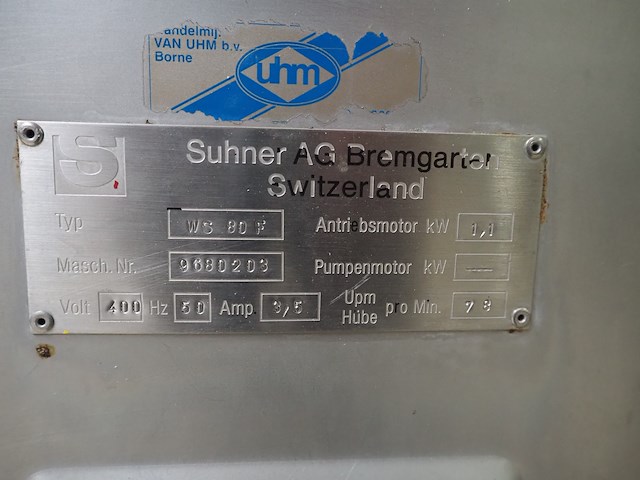 andelmij.
VAN UHM b.v.
Borne
uhm
S
Suhner AG Bremgarten
Switzerland
Typ WS 80 F Antriebsmotor kW 1,1
Masch. Nr. 9680203 Pumpenmotor kW —
Volt 400 Hz 50 Amp. 3,5 Upm Hübe pro Min. 78